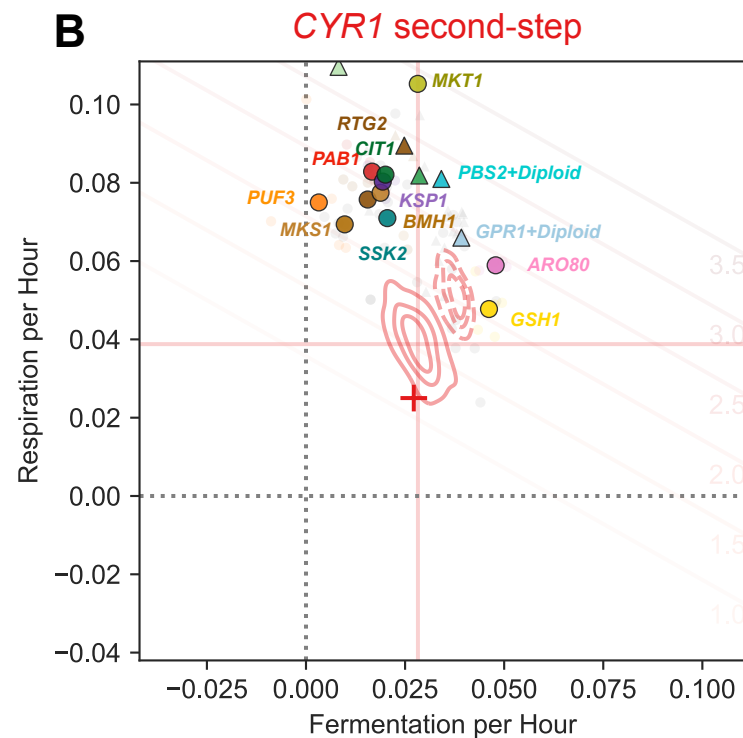 B
CYR1 second-step
Respiration per Hour
0.10
0.08
0.06
0.04
0.02
0.00
−0.02
−0.04
MKT1
RTG2
CIT1
PAB1
PBS2+Diploid
PUF3
KSP1
MKS1
BMH1
GPR1+Diploid
SSK2
ARO80
GSH1
3.5
3.0
2.5
2.0
1.5
1.0
−0.025
0.000
0.025
0.050
0.075
0.100
Fermentation per Hour